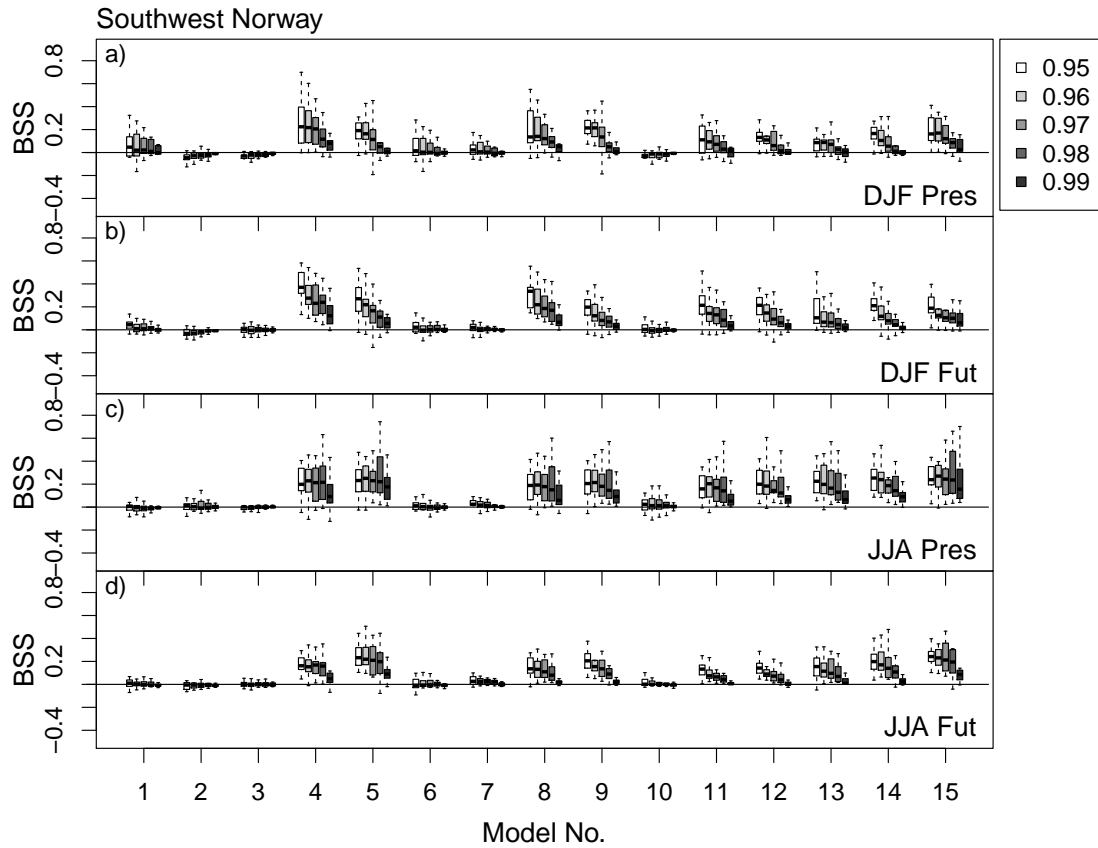 Southwest Norway
a)
0.8
0.2
−0.4
BSS
DJF Pres
0.95
0.96
0.97
0.98
0.99
b)
0.8
0.2
−0.4
BSS
DJF Fut
c)
0.8
0.2
−0.4
BSS
JJA Pres
d)
0.8
0.2
−0.4
BSS
JJA Fut
1 2 3 4 5 6 7 8 9 10 11 12 13 14 15
Model No.